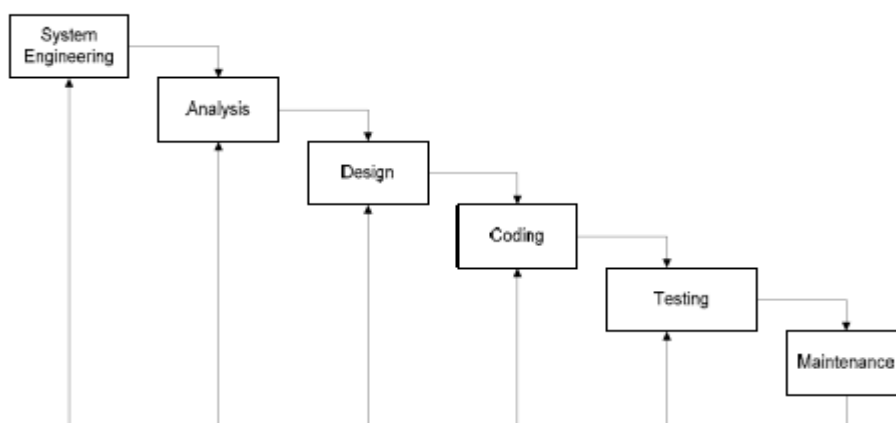 System
Engineering
Analysis
Design
Coding
Testing
Maintenance